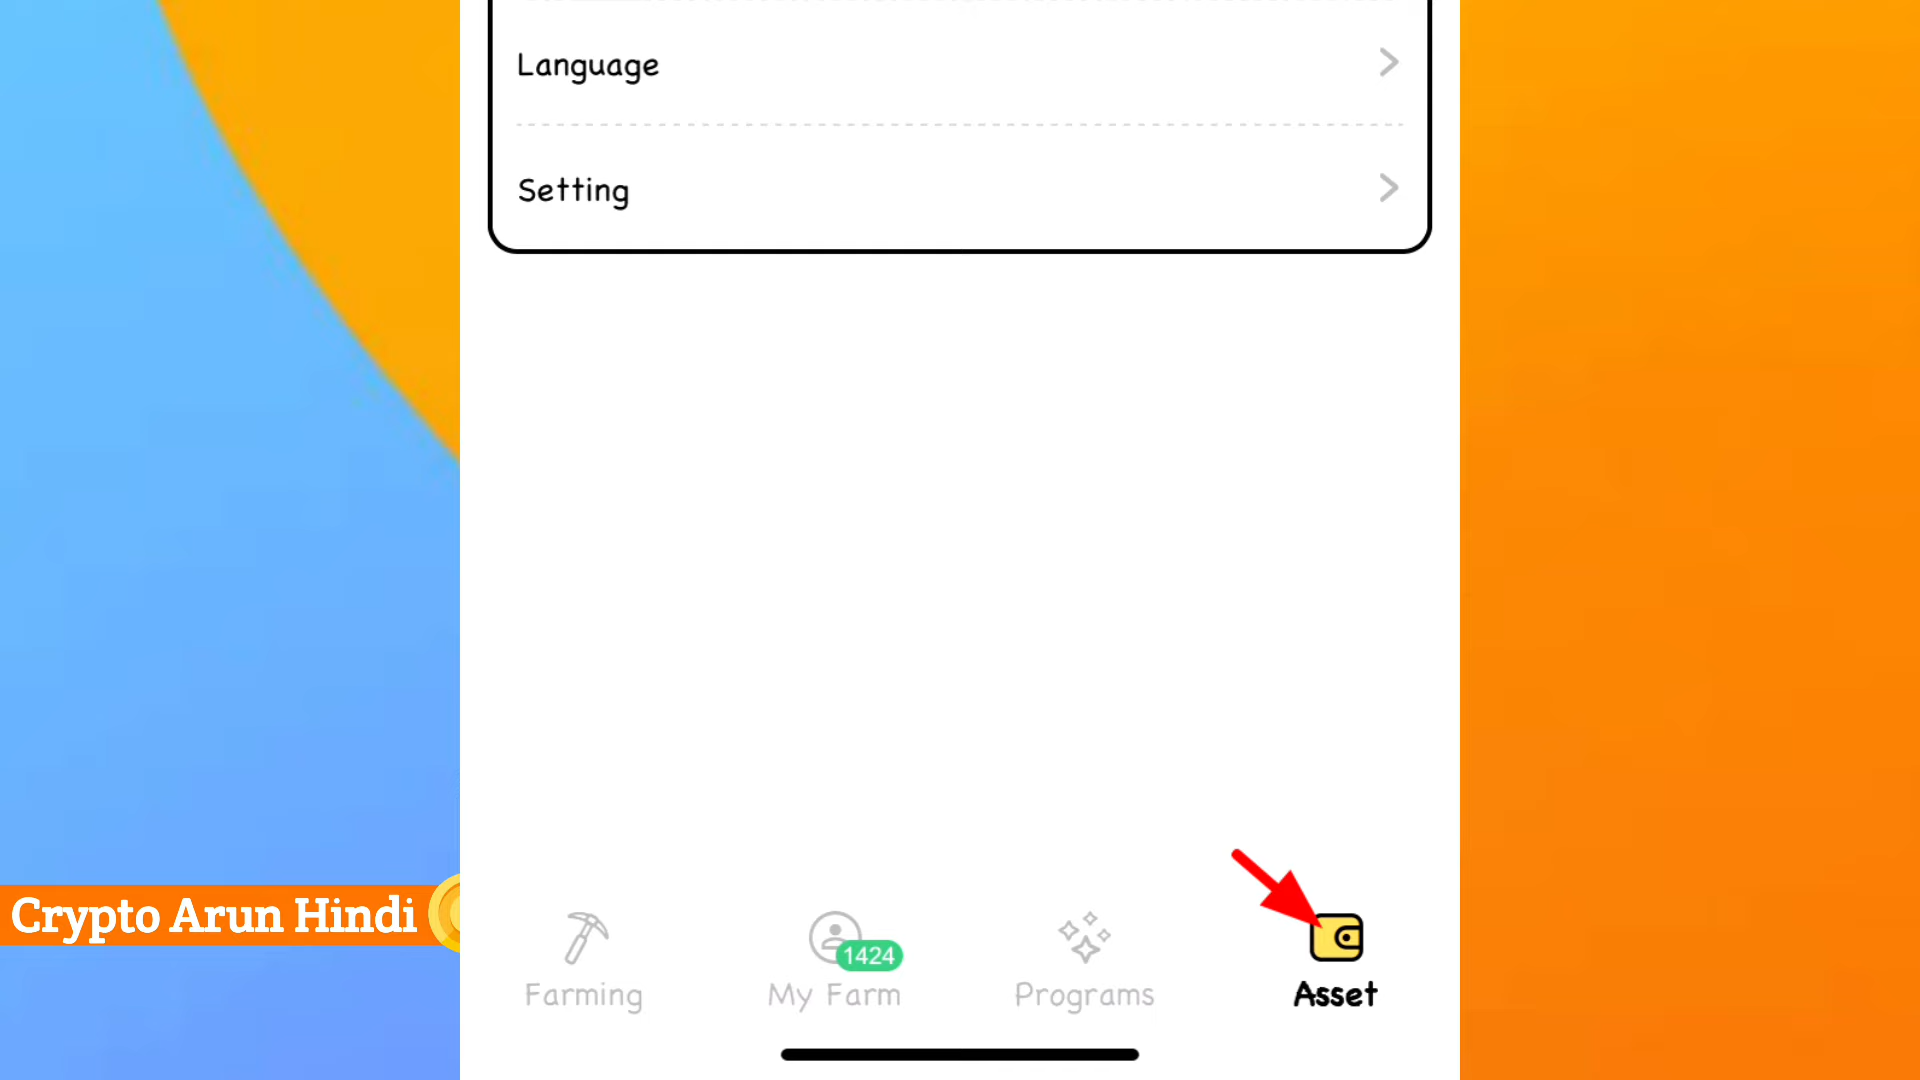 Language
Setting
Crypto Arun Hindi
1424
Farming
My Farm
Programs
Asset